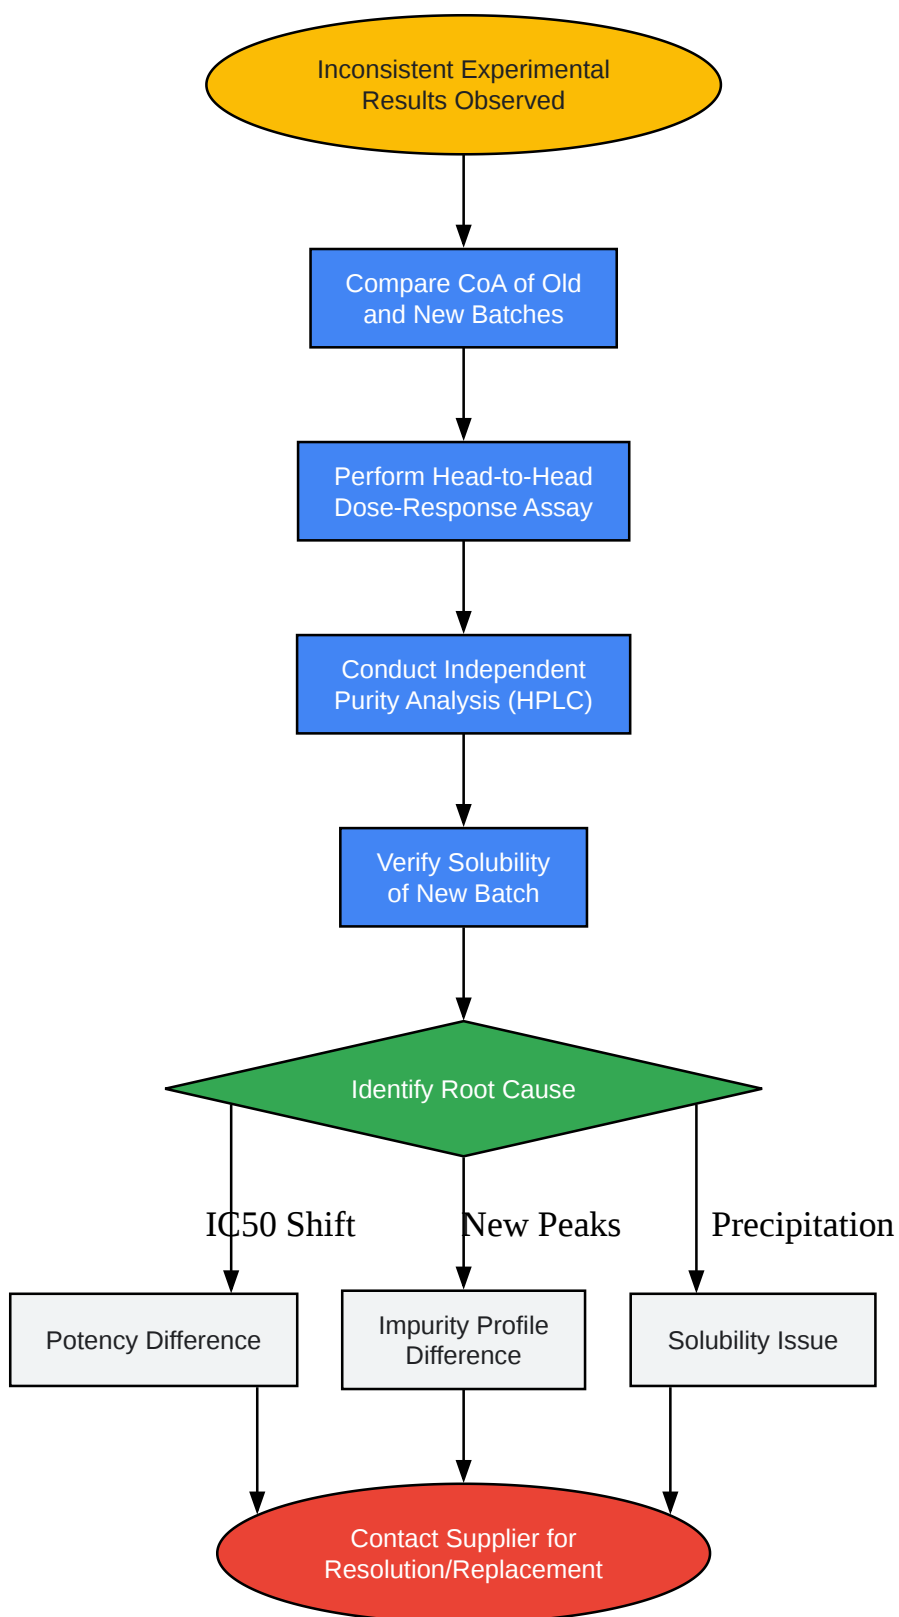 Inconsistent Experimental
Results Observed
Compare CoA of Old
and New Batches
Perform Head-to-Head
Dose-Response Assay
Conduct Independent
Purity Analysis (HPLC)
Verify Solubility
of New Batch
Identify Root Cause
IC50 Shift
New Peaks
Precipitation
Potency Difference
Impurity Profile
Difference
Solubility Issue
Contact Supplier for
Resolution/Replacement